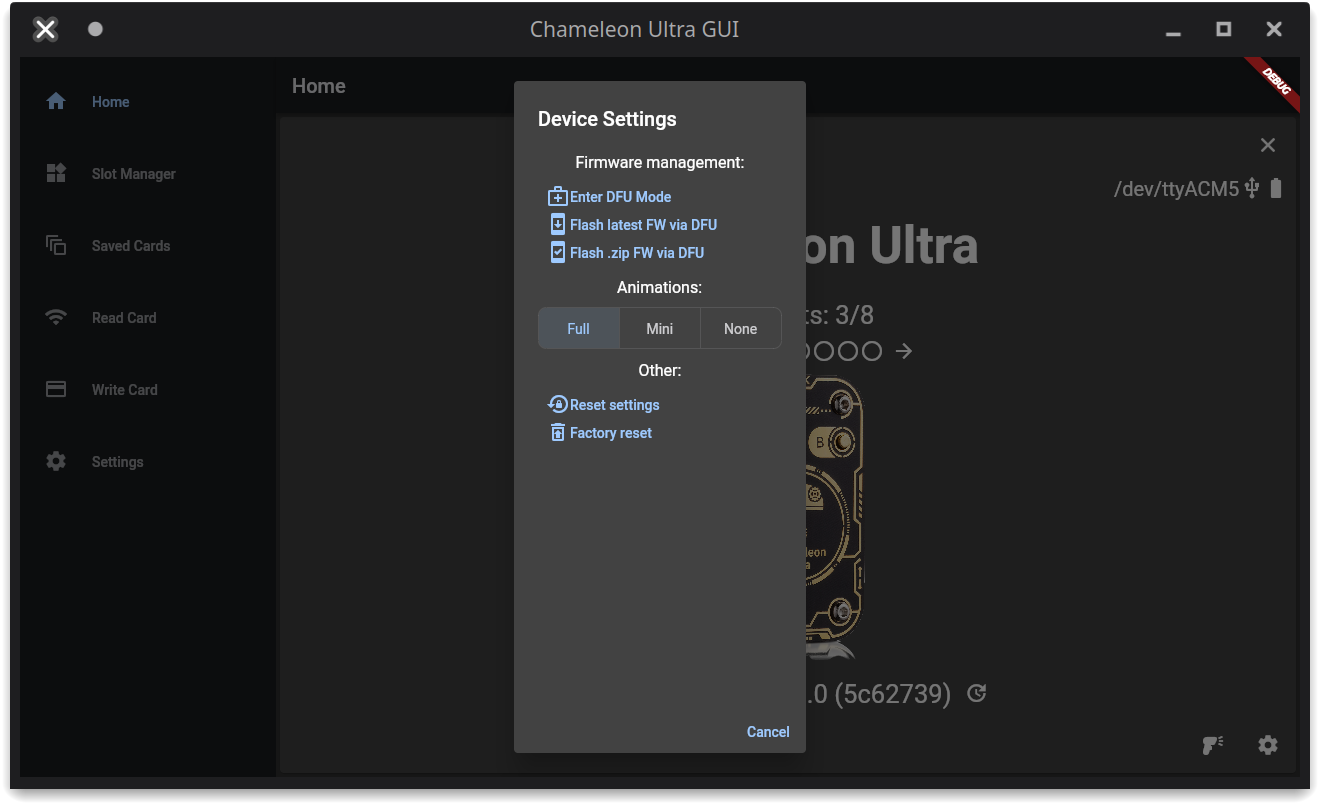 Chameleon Ultra GUI
DEBUG
Home
Home
Slot Manager
Saved Cards
Read Card
Write Card
Settings
/dev/ttyACM5
on Ultra
ts: 3/8
B
eon
.0 (5c62739)
Device Settings
Firmware management:
Enter DFU Mode
Flash latest FW via DFU
Flash .zip FW via DFU
Animations:
Full Mini None
Other:
Reset settings
Factory reset
Cancel